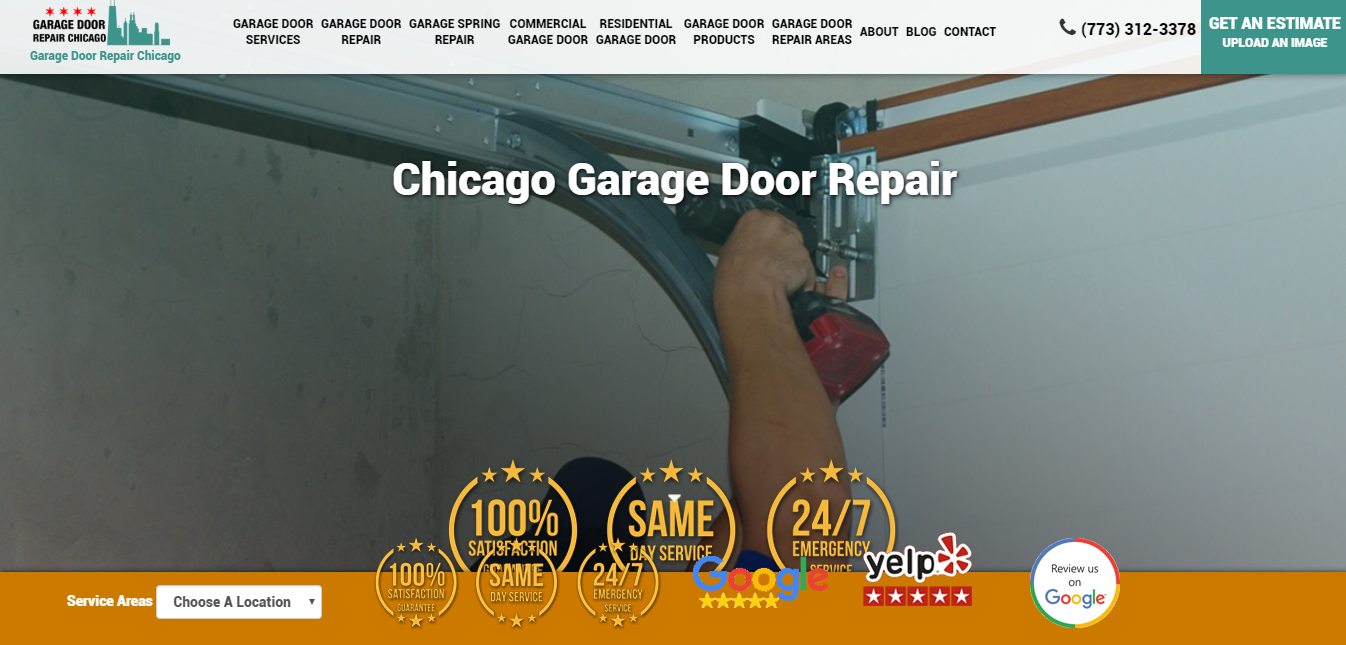 GARAGE DOOR
REPAIR CHICAGO
Garage Door Repair Chicago
GARAGE DOOR
SERVICES
GARAGE DOOR
REPAIR
GARAGE SPRING
REPAIR
COMMERCIAL
GARAGE DOOR
RESIDENTIAL
GARAGE DOOR
GARAGE DOOR
PRODUCTS
GARAGE DOOR
REPAIR AREAS
ABOUT
BLOG
CONTACT
(773) 312-3378
GET AN ESTIMATE
UPLOAD AN IMAGE
Chicago Garage Door Repair
100%
SATISFACTION
SAME
DAY SERVICE
24/7
EMERGENCY
SERVICE
Service Areas
Choose A Location
100%
SATISFACTION
GUARANTEE
SAME
DAY SERVICE
24/7
EMERGENCY
SERVICE
Google
yelp
Review us
on
Google